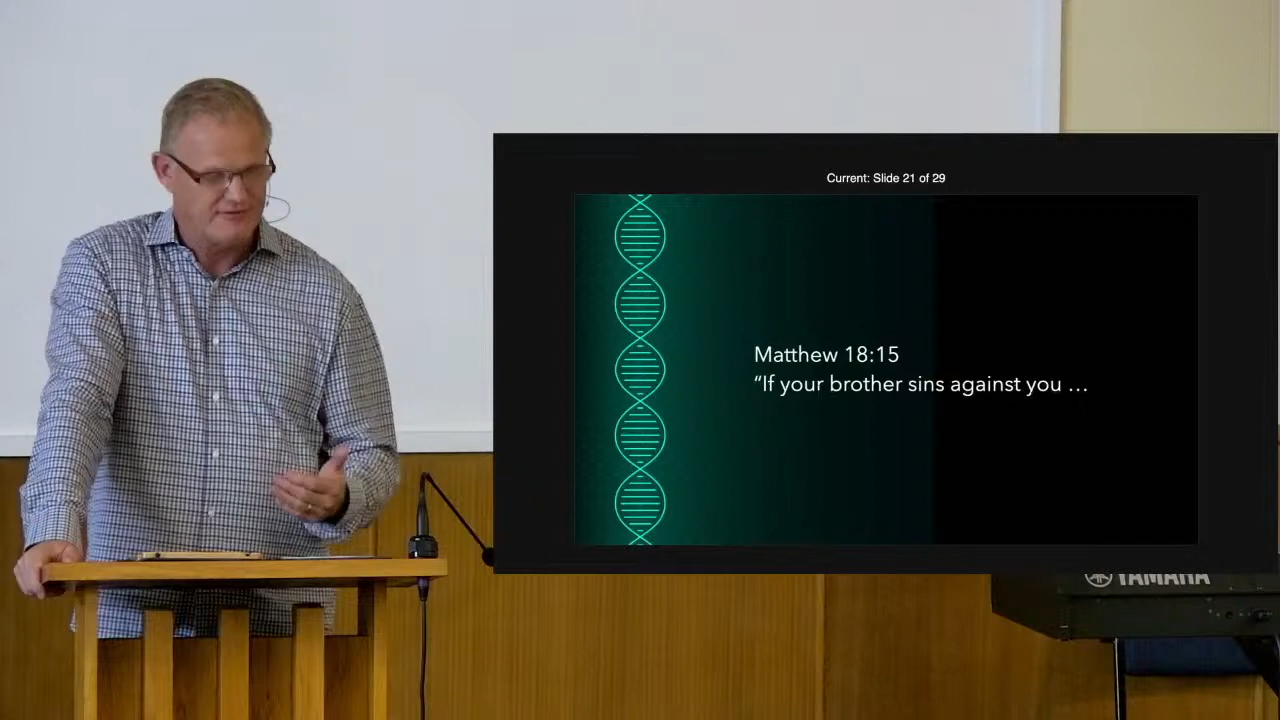 Current: Slide 21 of 29
Matthew 18:15
“If your brother sins against you …
YAMAHA